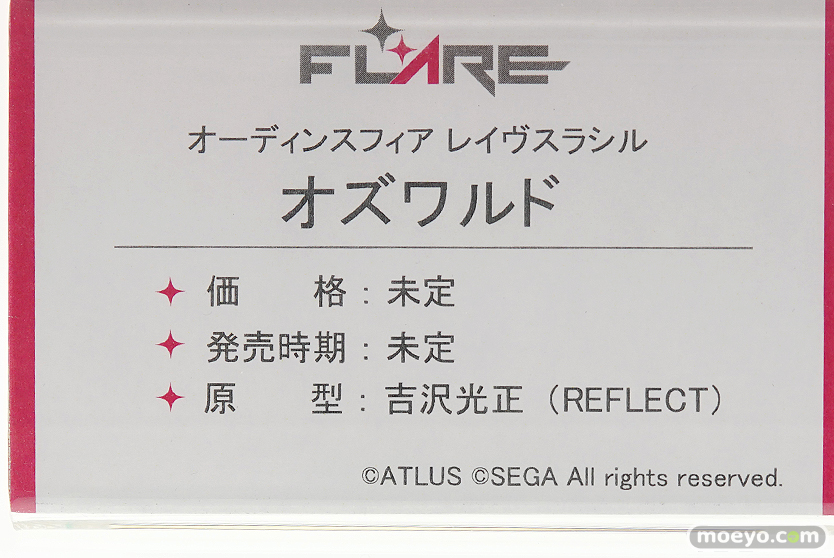 FLARE
オーディンスフィア レイヴスラシル
オズワルド
価　　格：未定
発売時期：未定
原　　型：吉沢光正（REFLECT）
©ATLUS ©SEGA All rights reserved.
moeyo.com